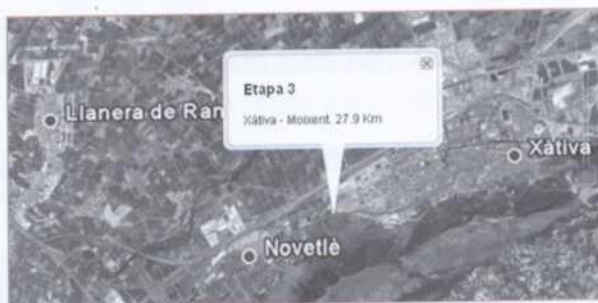 Etapa 3
Xàtiva - Moixent. 27.9 Km
Llanera de Ran
Xàtiva
Novetlè